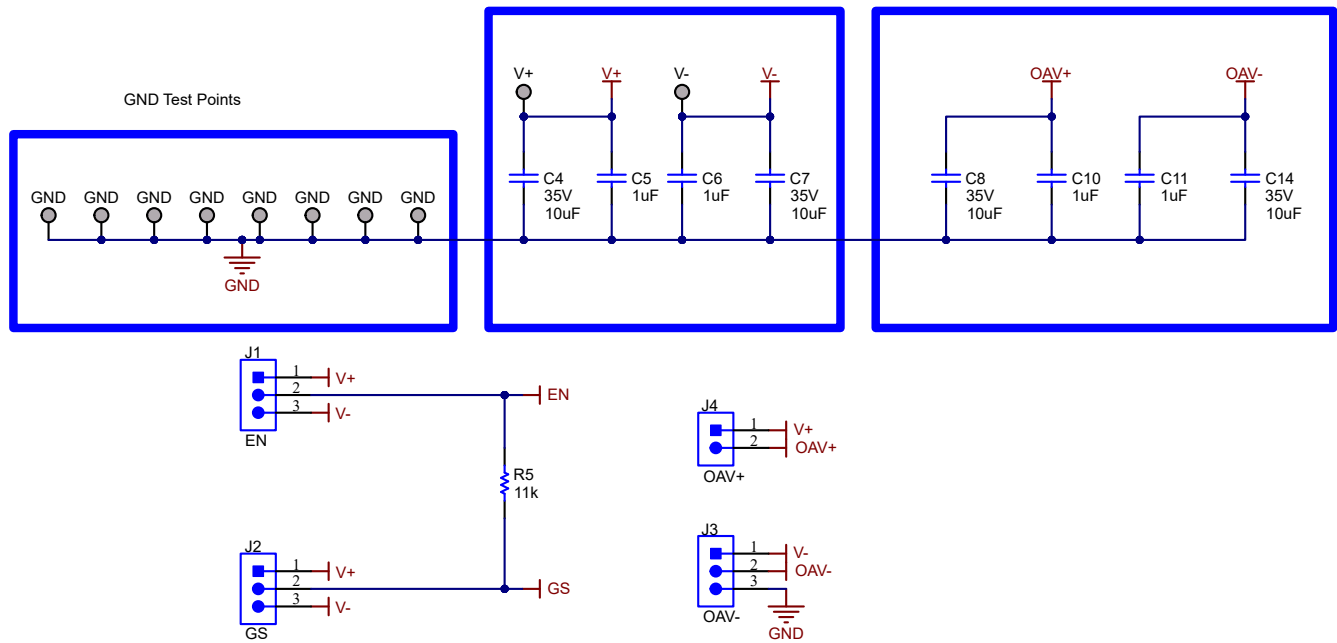 GND Test Points
GND GND GND GND GND GND GND GND
GND
V+ V+ V- V-
C4
35V
10uF
C5
1uF
C6
1uF
C7
35V
10uF
OAV+ OAV-
C8
35V
10uF
C10
1uF
C11
1uF
C14
35V
10uF
J1
1 V+
2 EN
3 V-
EN
R5
11k
J2
1 V+
2 GS
3 V-
GS
J4
1 V+
2 OAV+
OAV+
J3
1 V-
2 OAV-
3
OAV-
GND